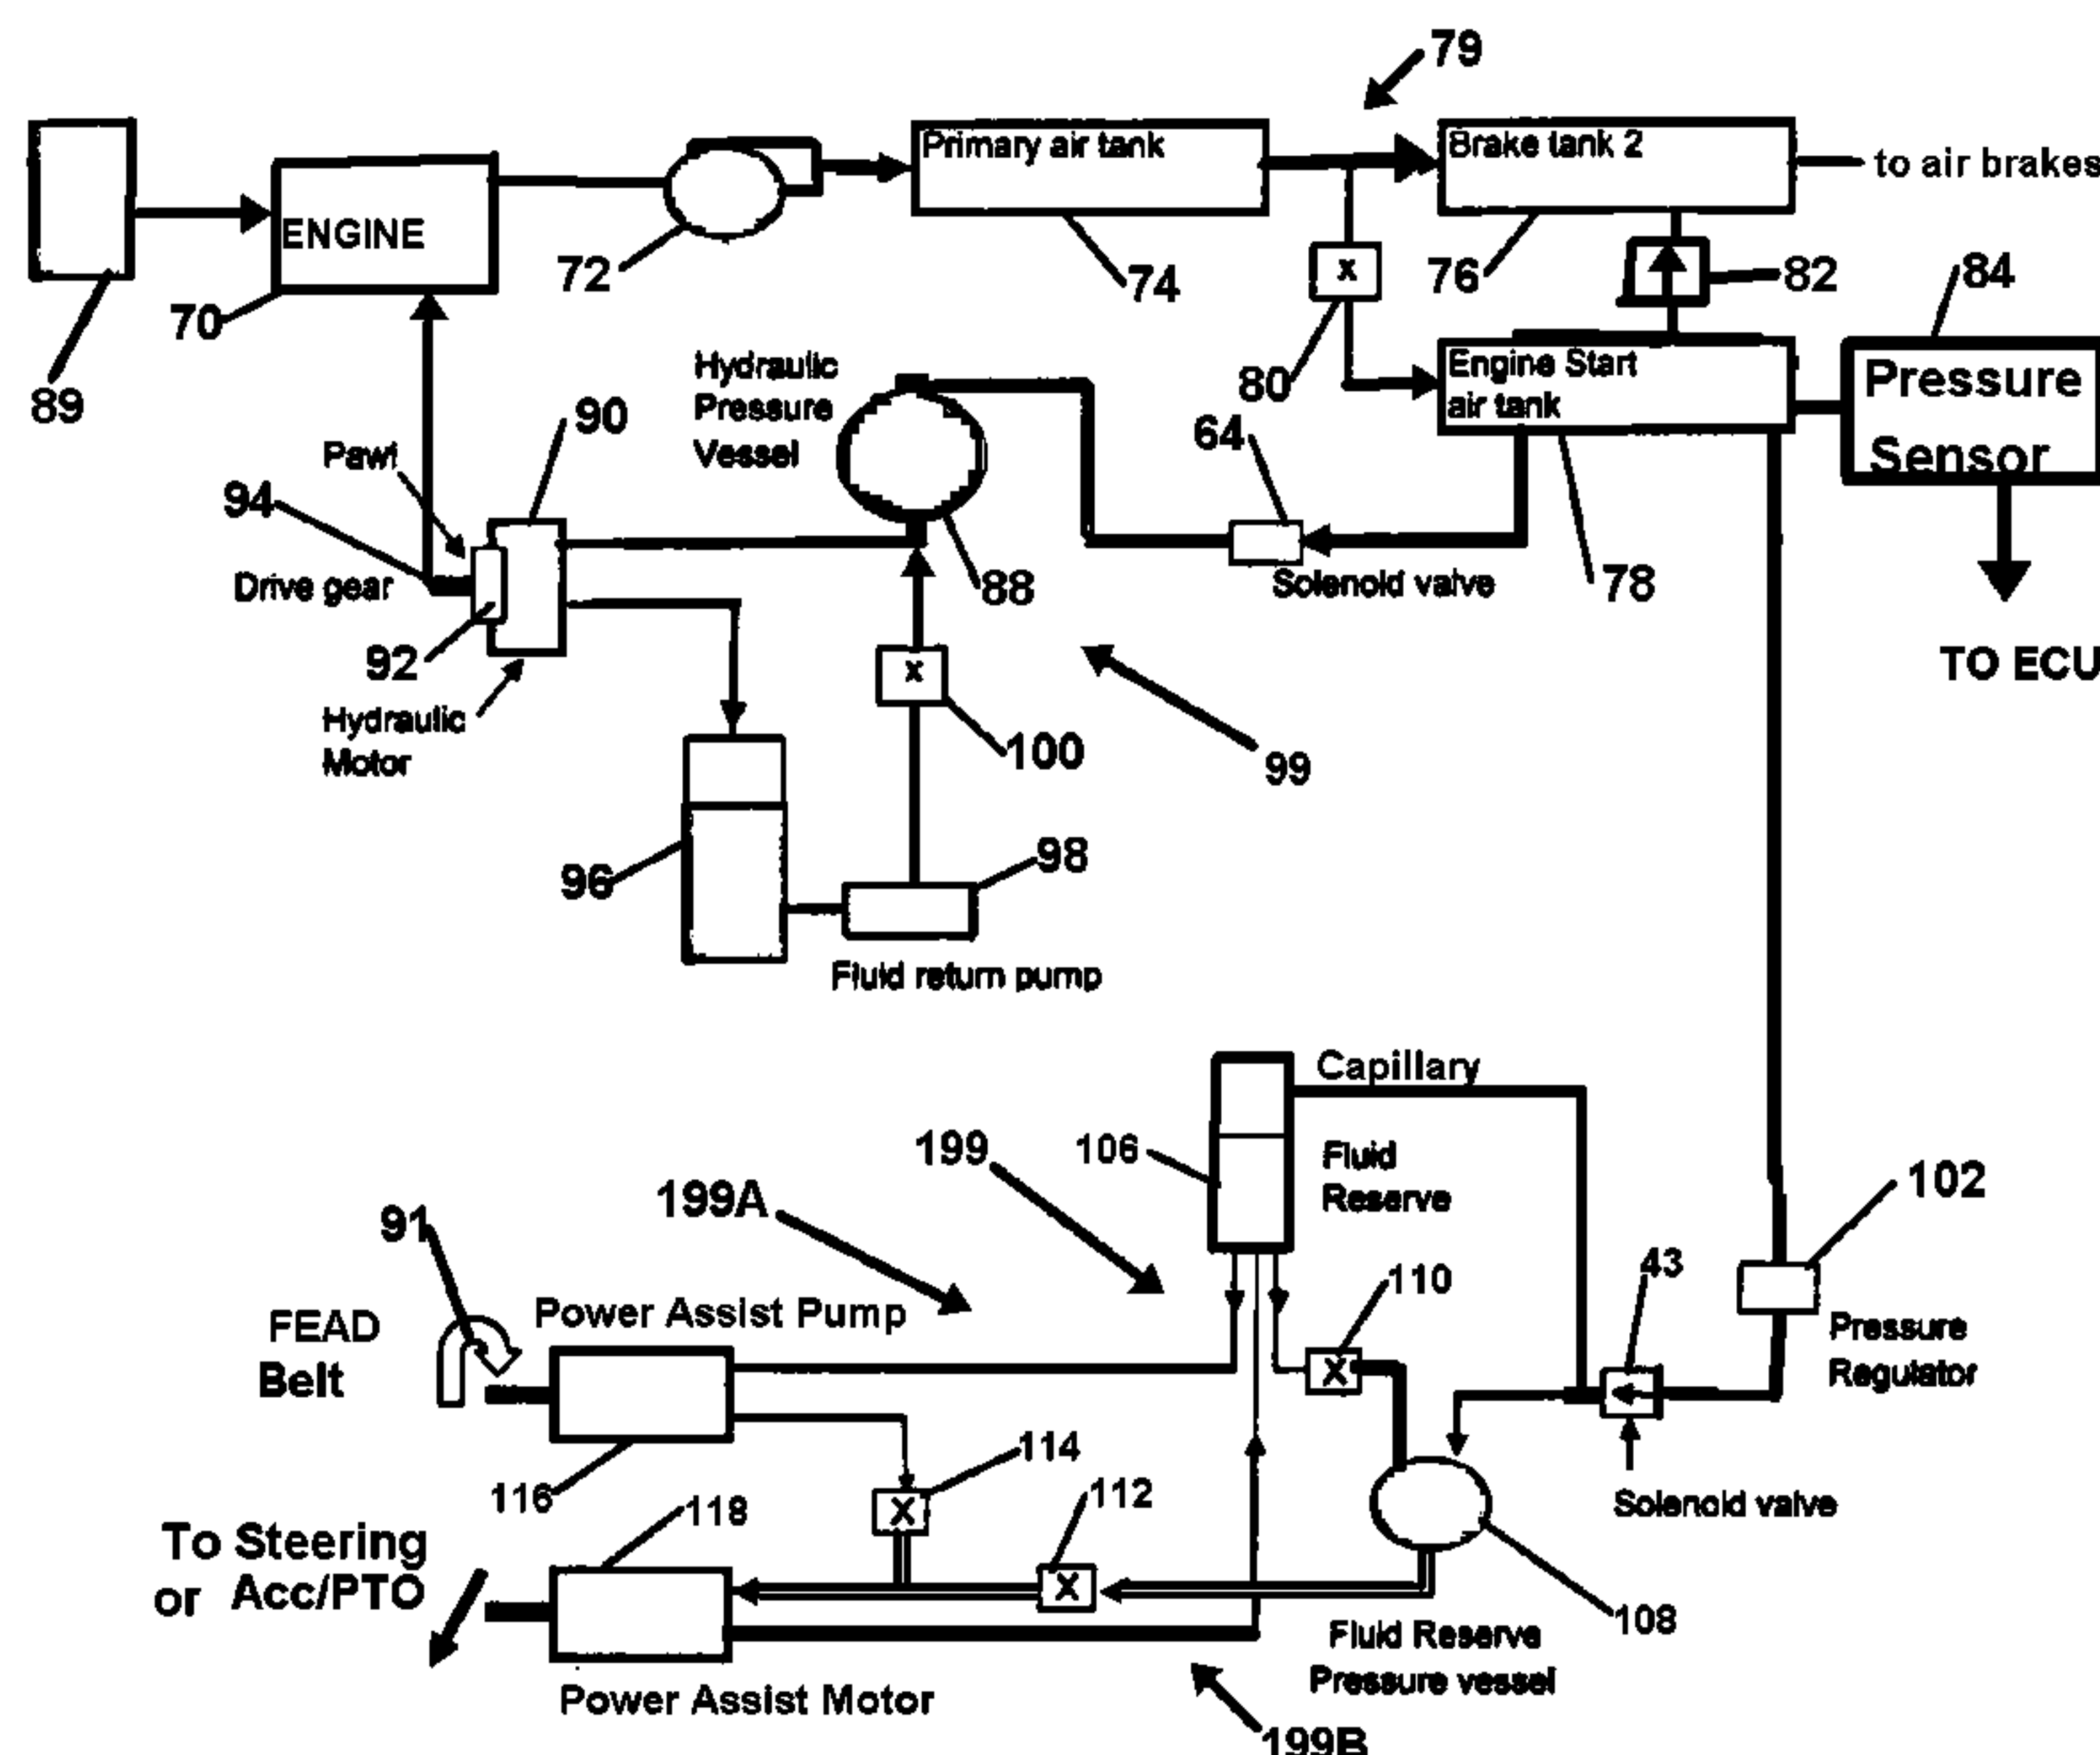 79
Primary air tank
Brake tank 2
to air brakes
ENGINE
72
74
76
x
82
84
70
89
Hydraulic
Pressure
Vessel
80
Engine Start
air tank
Pressure
Sensor
90
Pawl
64
94
Drive gear
88
Solenoid valve
78
92
x
TO ECU
Hydraulic
Motor
100
99
96
98
Fluid return pump
Capillary
106
Fluid
Reserve
199
199A
102
91
43
110
FEAD
Belt
Power Assist Pump
Pressure
Regulator
X
116
114
112
118
X
Solenoid valve
To Steering
or Acc/PTO
X
108
Fluid Reserve
Pressure vessel
Power Assist Motor
199B